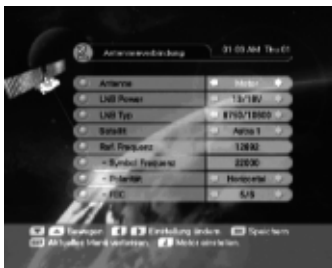 Antennenverbindung 01:03 AM Thu 01
Antenne Motor
LNB Power 13/18V
LNB Typ 9750/10600
Satellit Astra 1
Ref. Frequenz 12692
- Symbol Frequenz 22000
- Polarität Horizontal
- FEC 5/6
Bewegen Einstellung ändern Speichern
Aktuelles Menü verlassen. Motor einstellen.